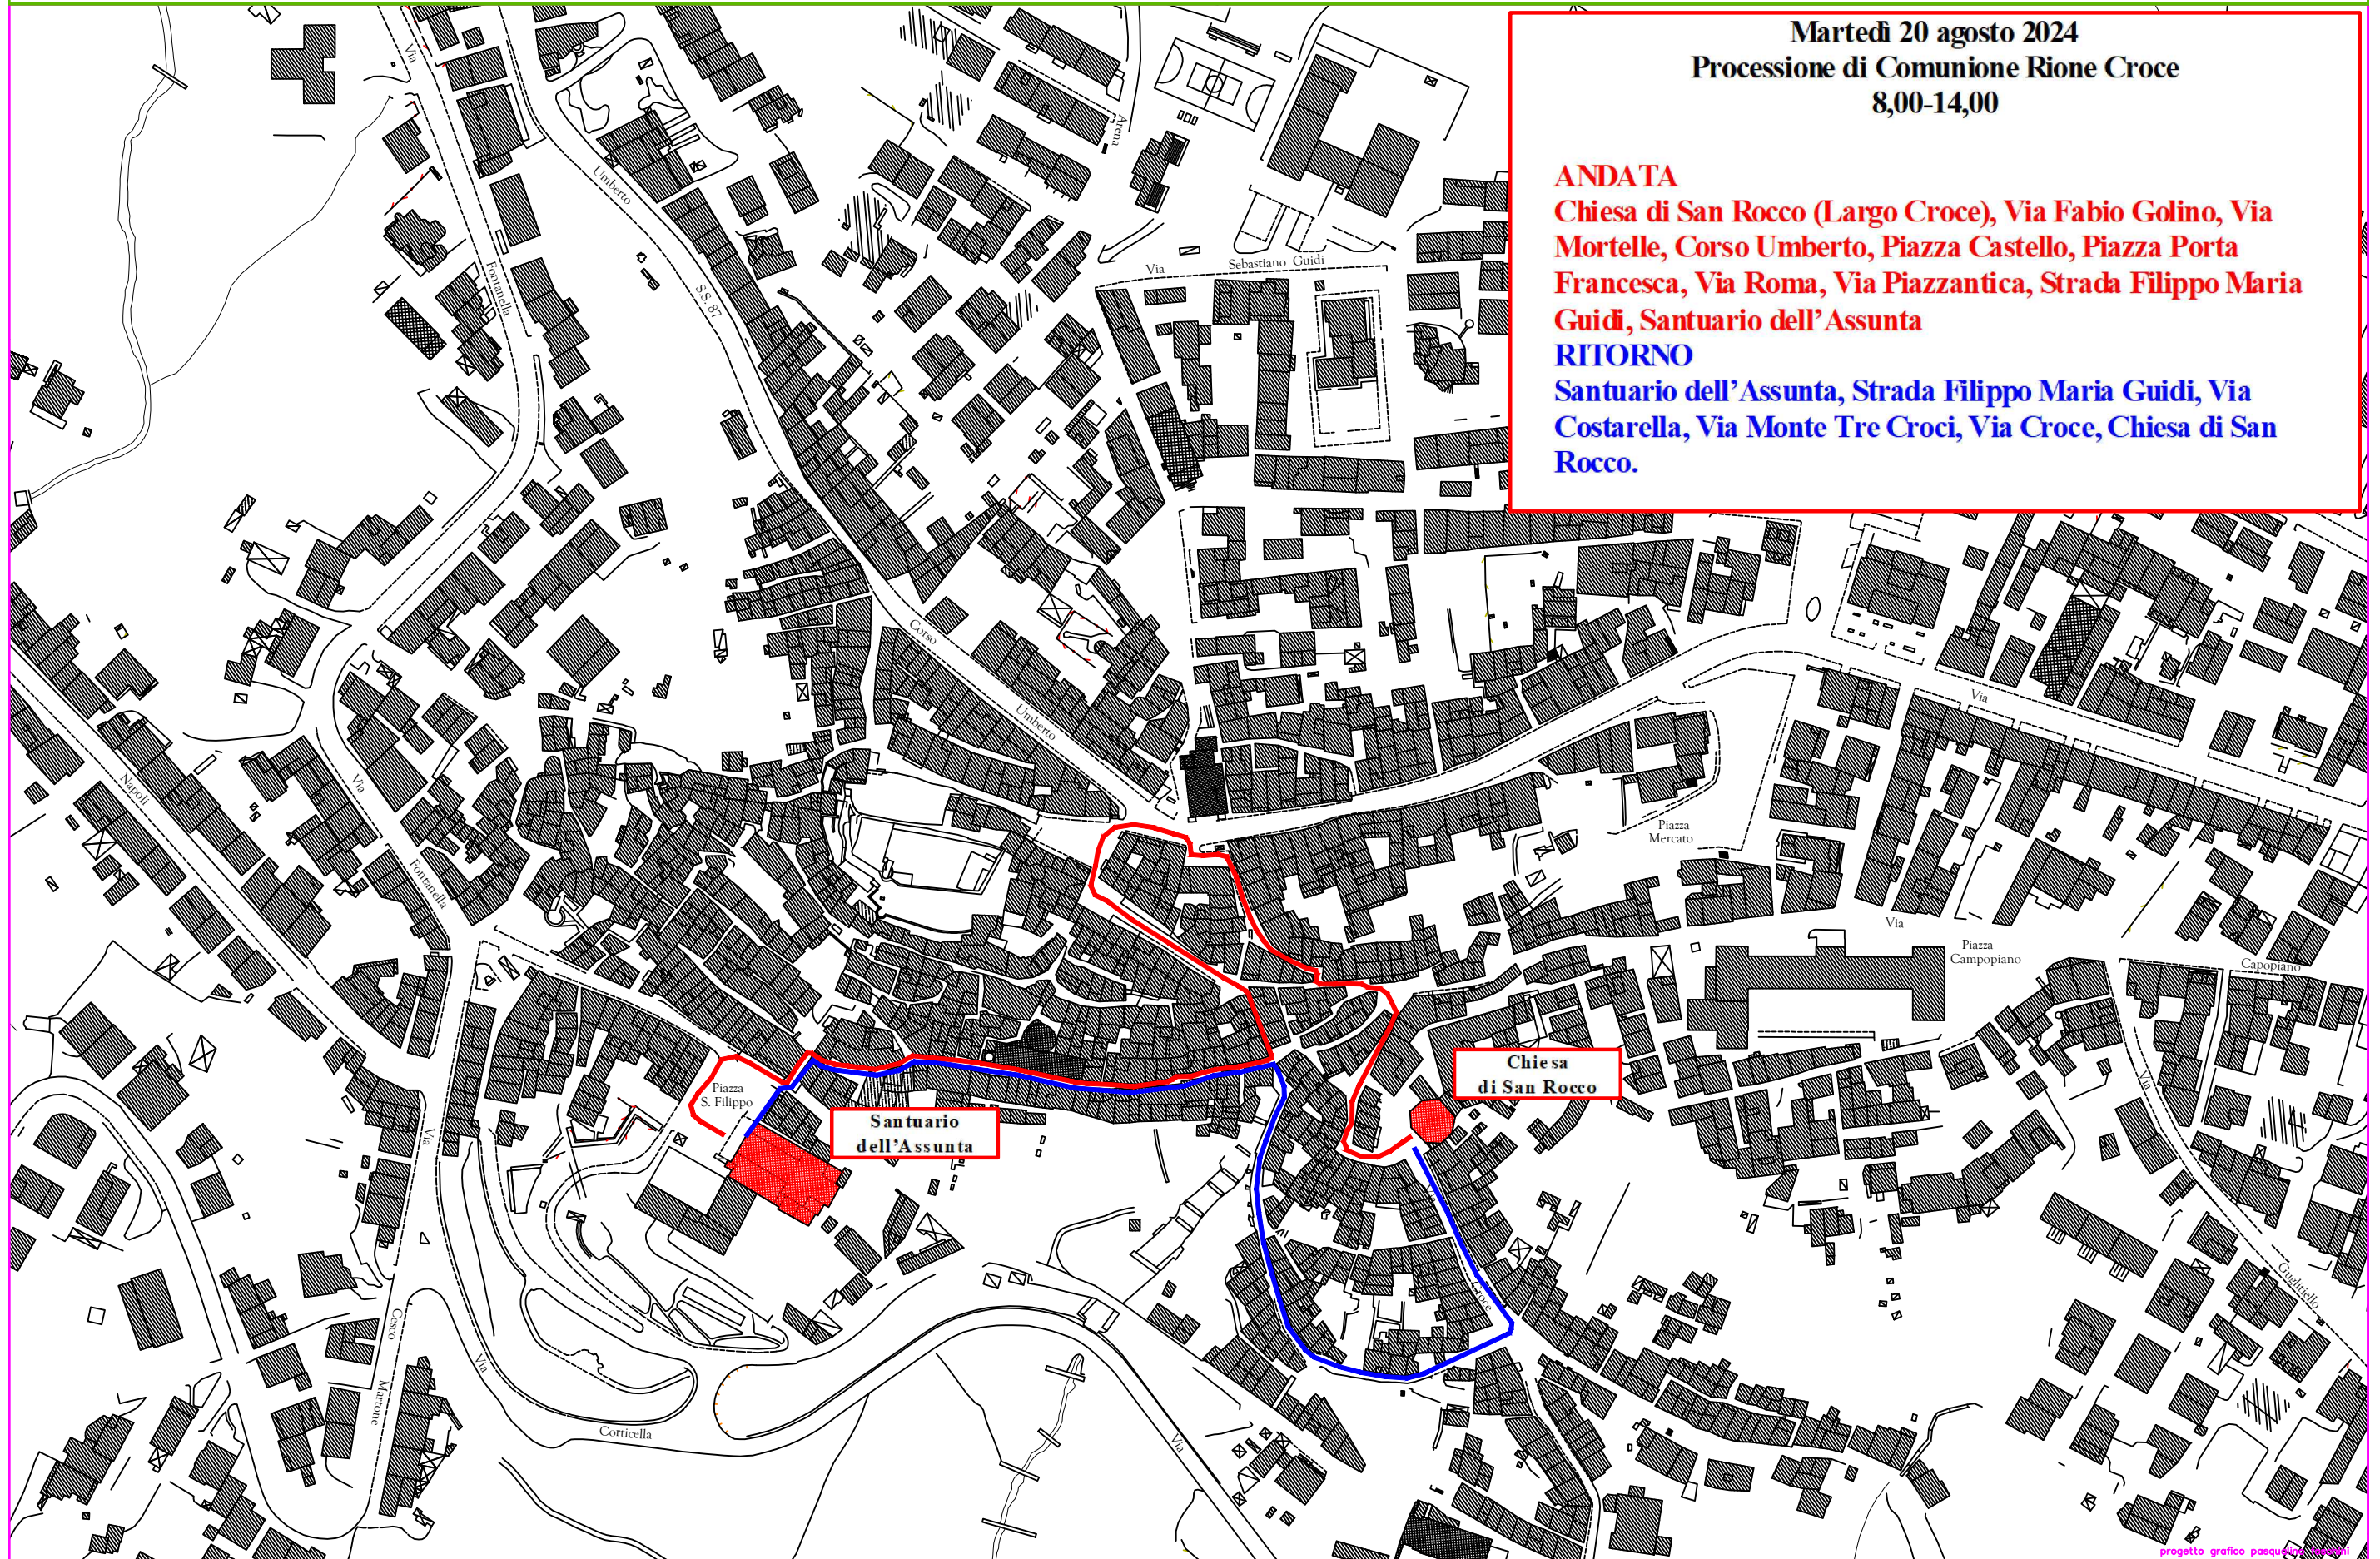 Martedì 20 agosto 2024
Processione di Comunione Rione Croce
8,00-14,00
ANDATA
Chiesa di San Rocco (Largo Croce), Via Fabio Golino, Via
Mortelle, Corso Umberto, Piazza Castello, Piazza Porta
Francesca, Via Roma, Via Piazzantica, Strada Filippo Maria
Guidi, Santuario dell’Assunta
RITORNO
Santuario dell’Assunta, Strada Filippo Maria Guidi, Via
Costarella, Via Monte Tre Croci, Via Croce, Chiesa di San
Rocco.
Via
Arena
Umberto
Via
Sebastiano Guidi
Fontanella
S.S. 87
Corso
Umberto
Via
Napoli
Via
Piazza
Mercato
Fontanella
Via
Piazza
Campopiano
Capopiano
Chiesa
di San Rocco
Piazza
S. Filippo
Santuario
dell’Assunta
Via
Via
Croce
Guglitiello
Cesco
Via
Martone
Corticella
Via
progetto grafico